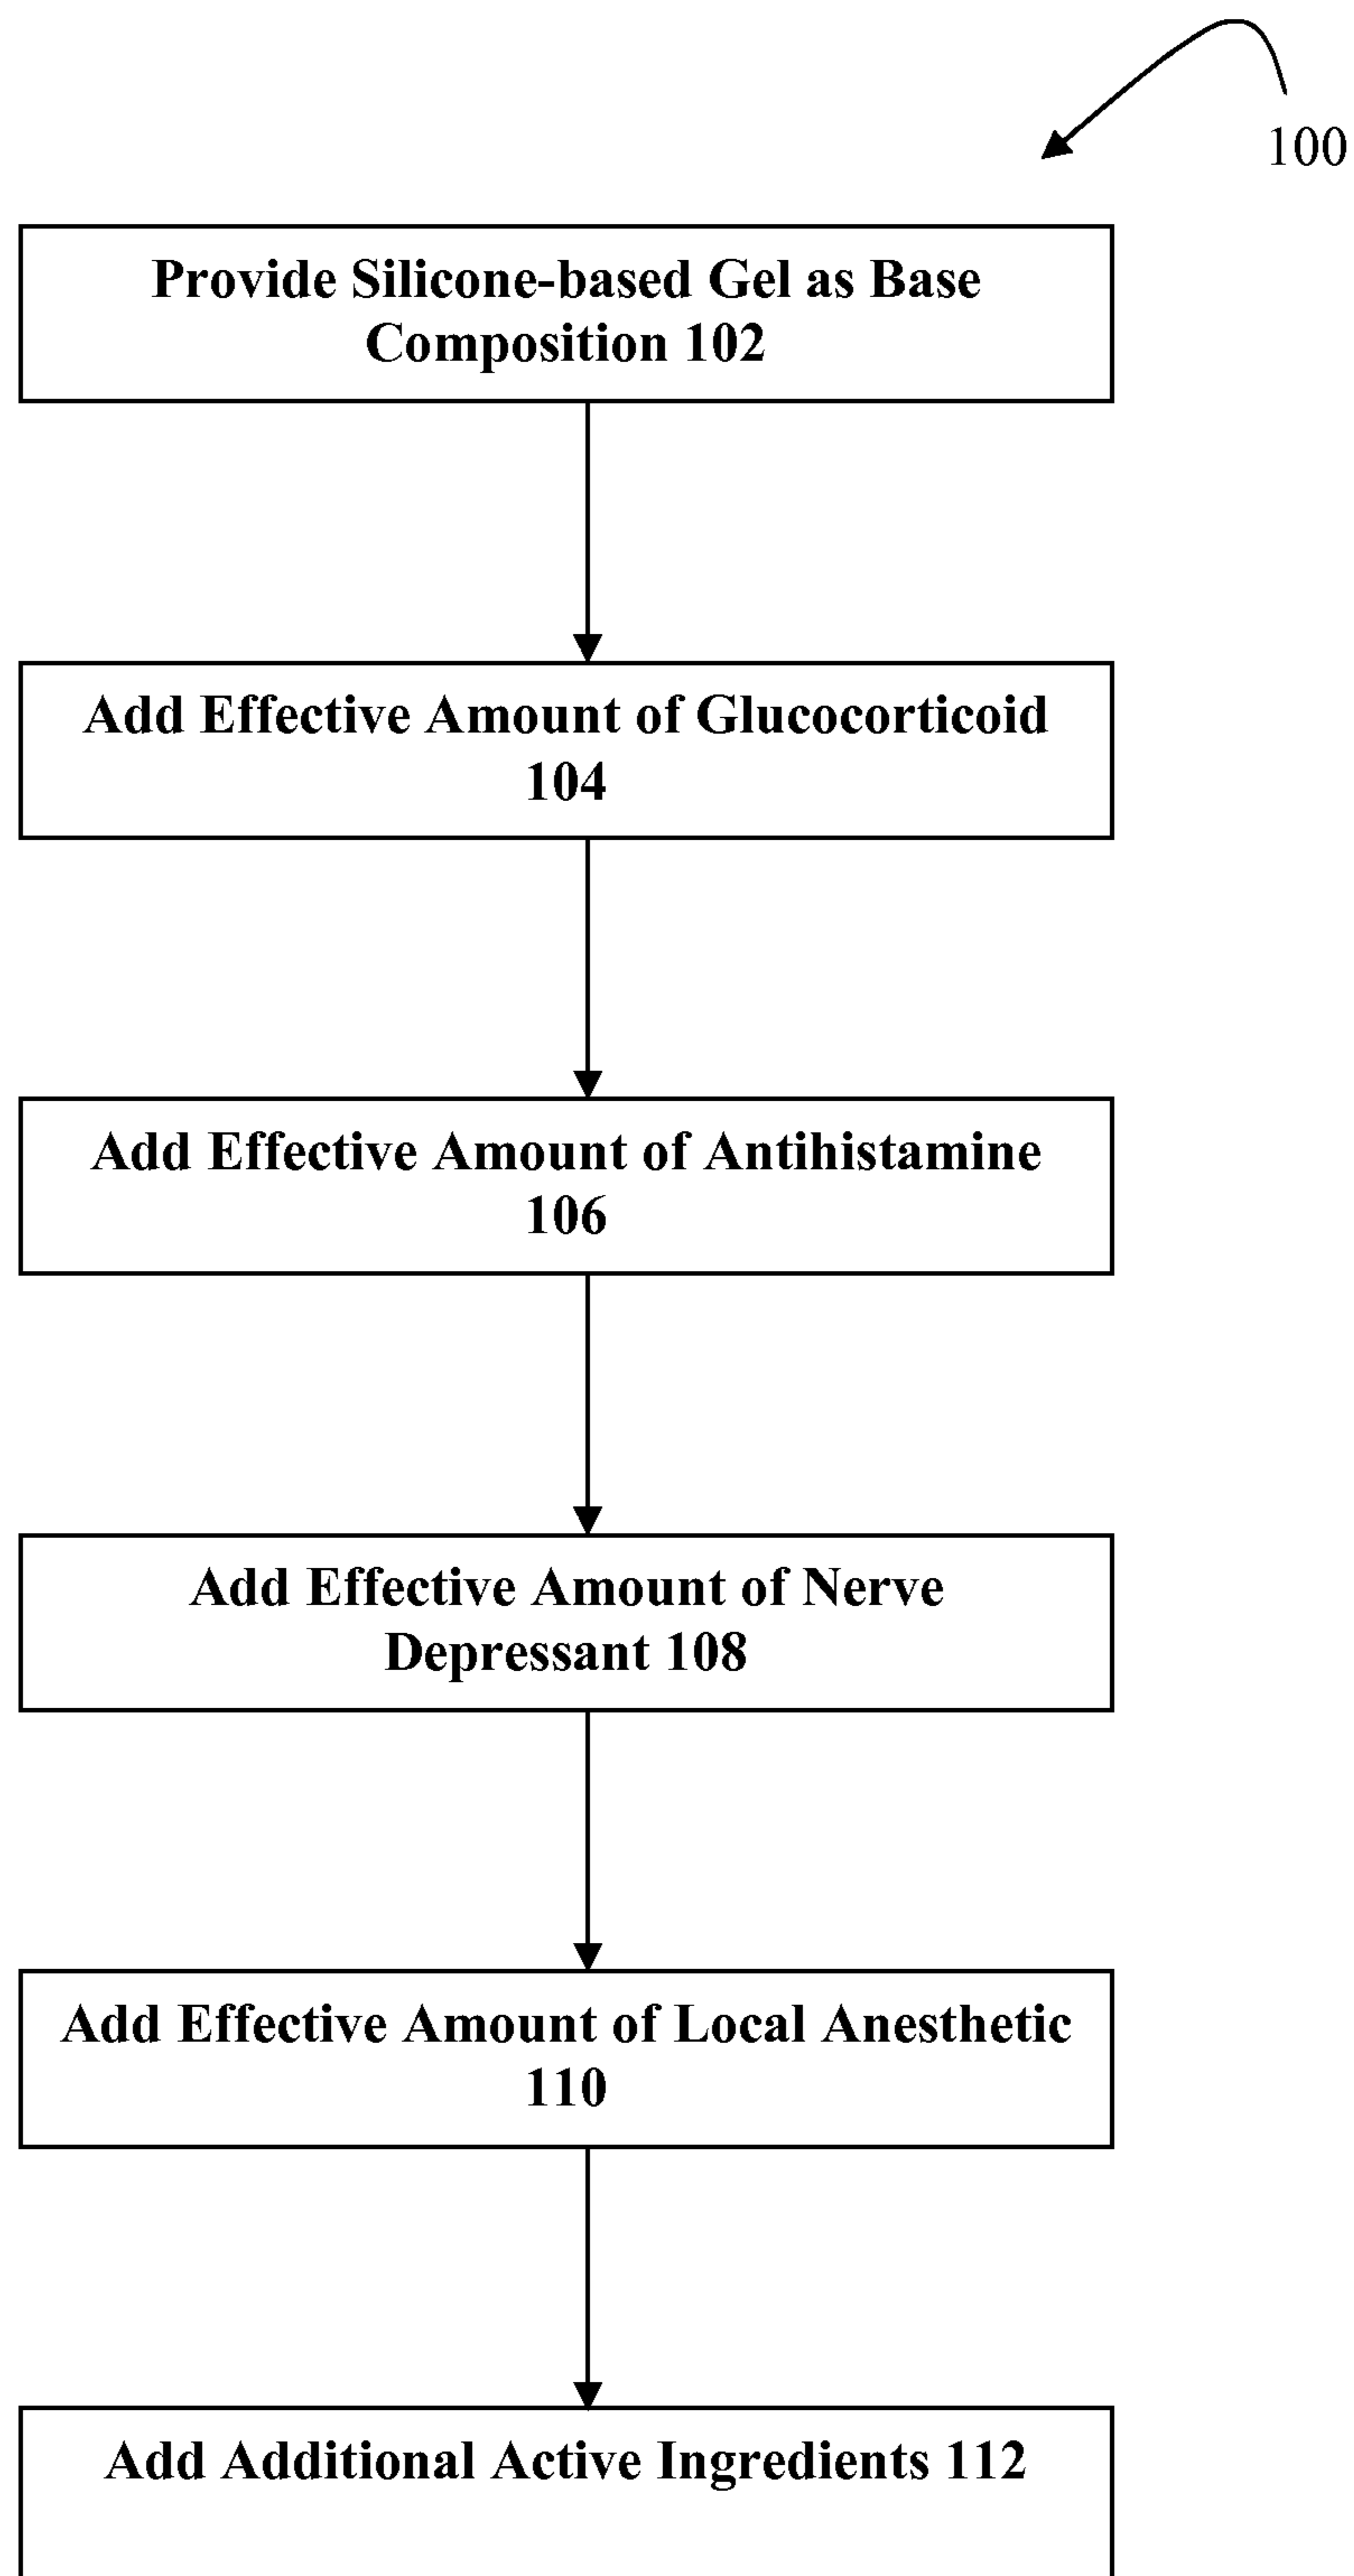 100
Provide Silicone-based Gel as Base
Composition 102
Add Effective Amount of Glucocorticoid
104
Add Effective Amount of Antihistamine
106
Add Effective Amount of Nerve
Depressant 108
Add Effective Amount of Local Anesthetic
110
Add Additional Active Ingredients 112